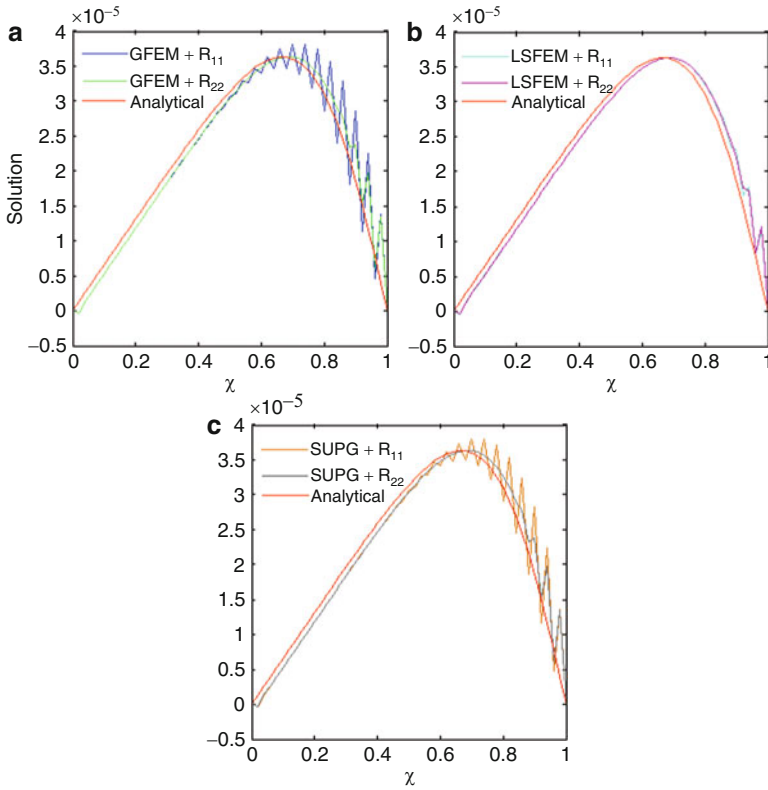 a
×10⁻⁵
4
3.5
3
2.5
2
1.5
1
0.5
0
−0.5
Solution
GFEM + R₁₁
GFEM + R₂₂
Analytical
0 0.2 0.4 0.6 0.8 1
χ
b
×10⁻⁵
4
3.5
3
2.5
2
1.5
1
0.5
0
−0.5
LSFEM + R₁₁
LSFEM + R₂₂
Analytical
0 0.2 0.4 0.6 0.8 1
χ
c
×10⁻⁵
4
3.5
3
2.5
2
1.5
1
0.5
0
−0.5
SUPG + R₁₁
SUPG + R₂₂
Analytical
0 0.2 0.4 0.6 0.8 1
χ